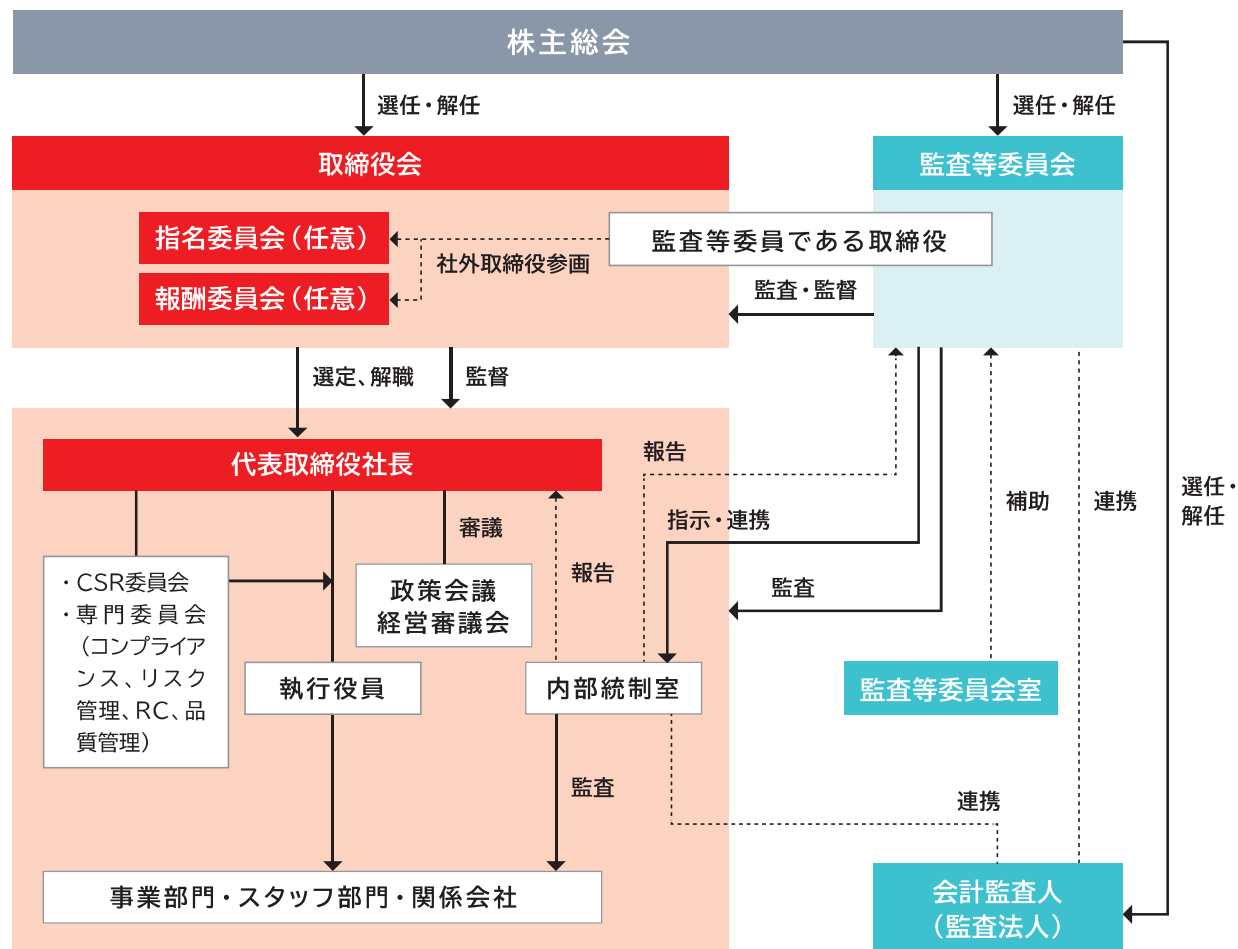 株主総会
選任・解任
選任・解任
取締役会
監査等委員会
指名委員会（任意）
監査等委員である取締役
社外取締役参画
報酬委員会（任意）
監査・監督
選定、解職
監督
代表取締役社長
報告
選任・
解任
補助
連携
指示・連携
審議
・CSR委員会
・専門委員会
（コンプライア
ンス、リスク
管理、RC、品
質管理）
政策会議
経営審議会
報告
監査
執行役員
内部統制室
監査等委員会室
監査
連携
事業部門・スタッフ部門・関係会社
会計監査人
（監査法人）